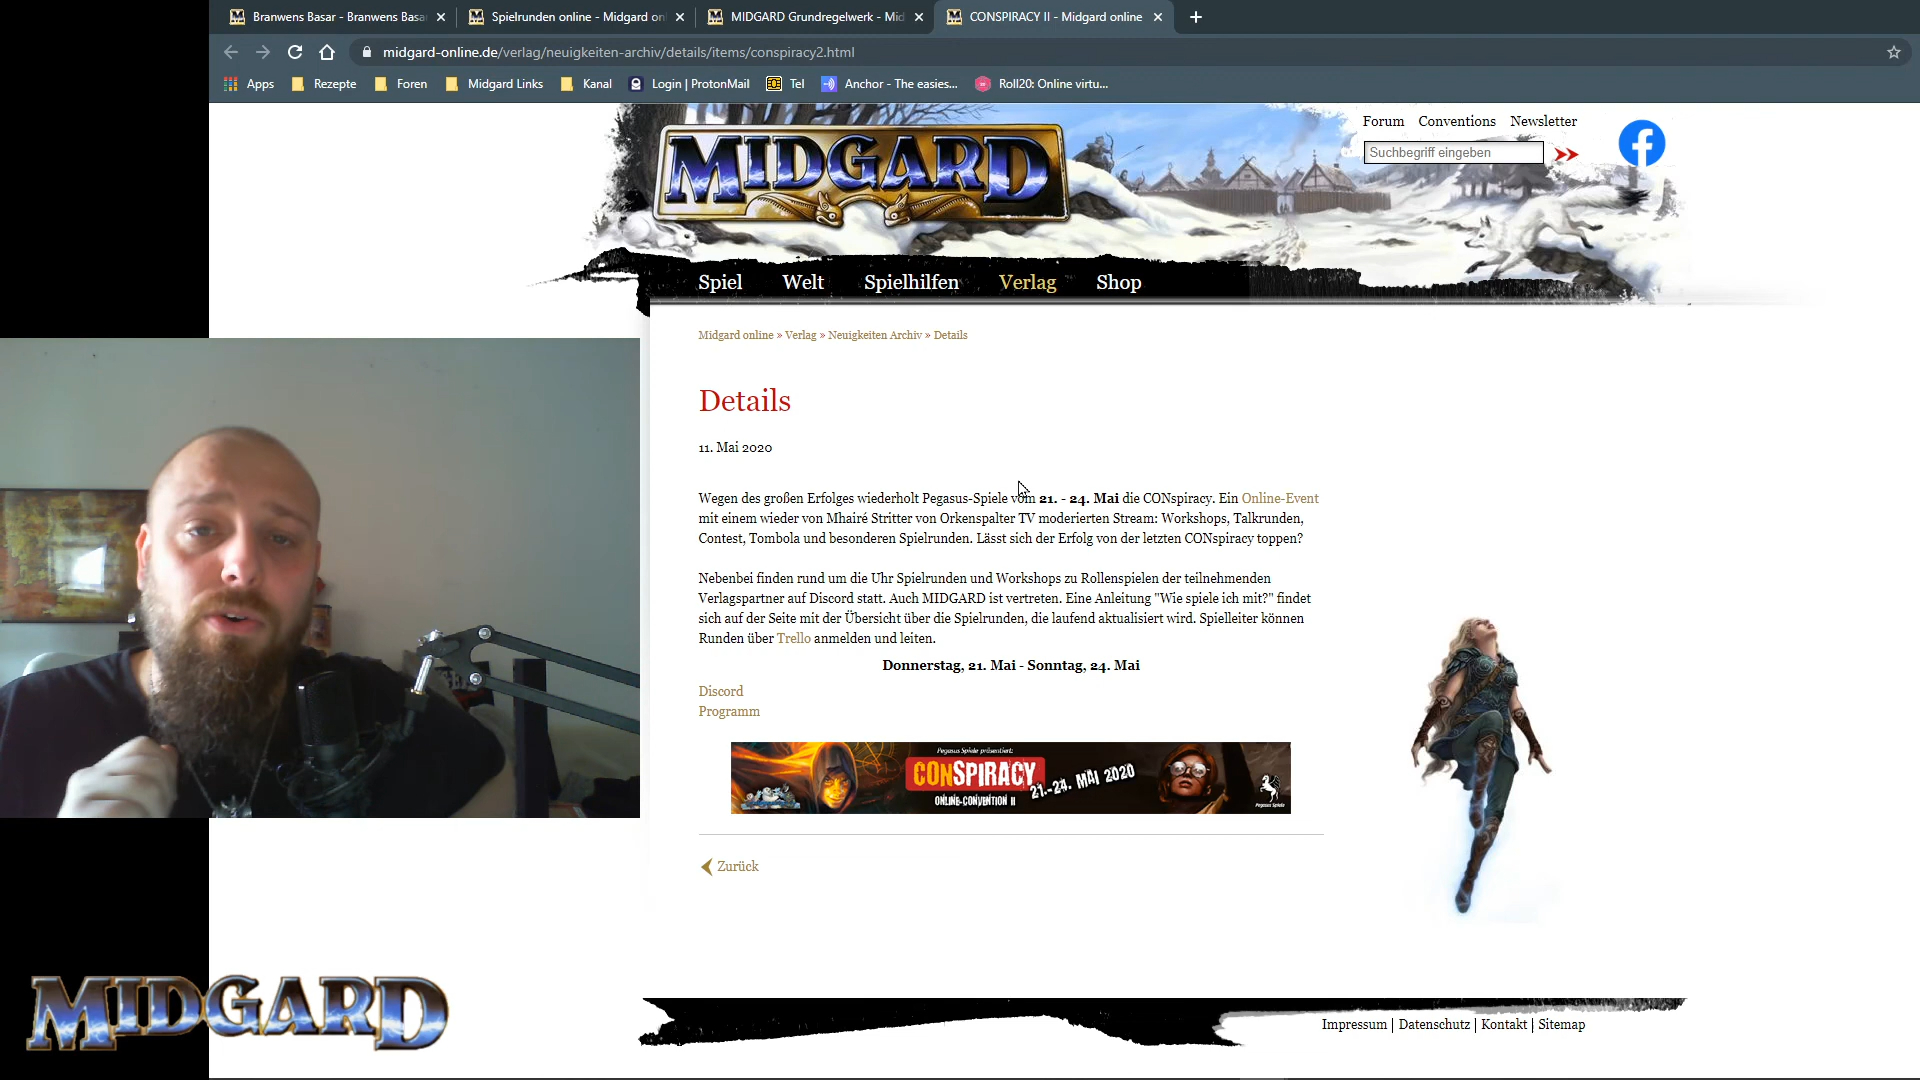 Branwens Basar - Branwens Basa
Spielrunden online - Midgard onl
MIDGARD Grundregelwerk - Mid
CONSPIRACY II - Midgard online
midgard-online.de/verlag/neuigkeiten-archiv/details/items/conspiracy2.html
Apps
Rezepte
Foren
Midgard Links
Kanal
Login | ProtonMail
Tel
Anchor - The easies...
Roll20: Online virtu...
MIDGARD
Forum
Conventions
Newsletter
Suchbegriff eingeben
Spiel
Welt
Spielhilfen
Verlag
Shop
Midgard online » Verlag » Neuigkeiten Archiv » Details
Details
11. Mai 2020
Wegen des großen Erfolges wiederholt Pegasus-Spiele vom 21. - 24. Mai die CONspiracy. Ein Online-Event
mit einem wieder von Mhairé Stritter von Orkenspalter TV moderierten Stream: Workshops, Talkrunden,
Contest, Tombola und besonderen Spielrunden. Lässt sich der Erfolg von der letzten CONspiracy toppen?
Nebenbei finden rund um die Uhr Spielrunden und Workshops zu Rollenspielen der teilnehmenden
Verlagspartner auf Discord statt. Auch MIDGARD ist vertreten. Eine Anleitung "Wie spiele ich mit?" findet
sich auf der Seite mit der Übersicht über die Spielrunden, die laufend aktualisiert wird. Spielleiter können
Runden über Trello anmelden und leiten.
Donnerstag, 21. Mai - Sonntag, 24. Mai
Discord
Programm
Pegasus Spiele präsentiert:
CONSPIRACY
ONLINE-CONVENTION II
21.-24. MAI 2020
Pegasus Spiele
Zurück
MIDGARD
Impressum | Datenschutz | Kontakt | Sitemap